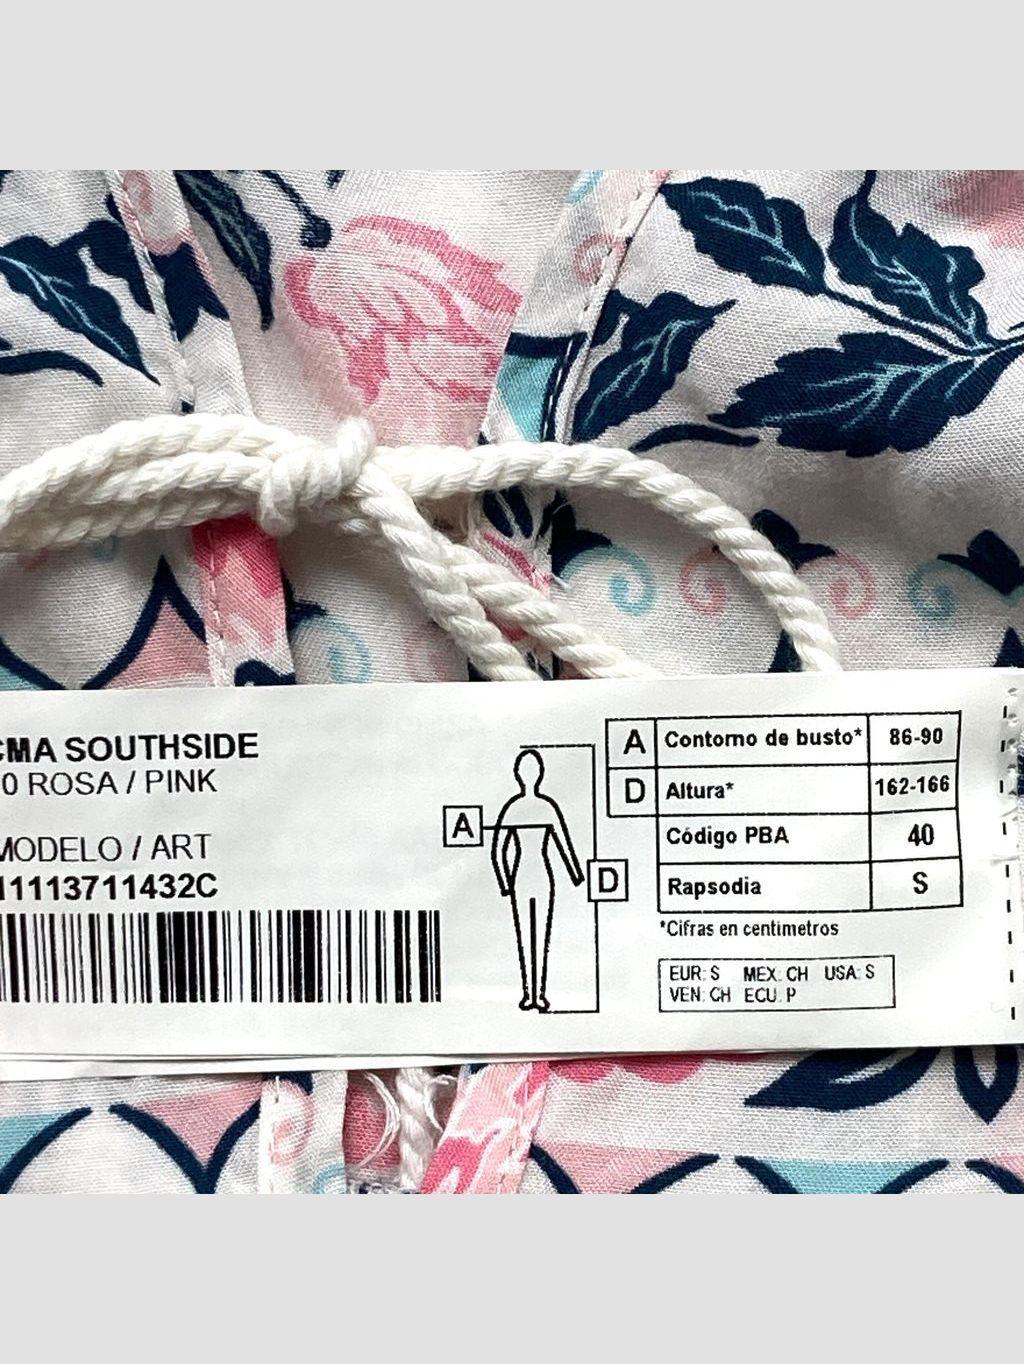 CMA SOUTHSIDE
0 ROSA / PINK
MODELO / ART
11113711432C
A
D
A Contorno de busto* 86-90
D Altura* 162-166
Código PBA 40
Rapsodia S
*Cifras en centimetros
EUR: S MEX: CH USA: S
VEN: CH ECU: P